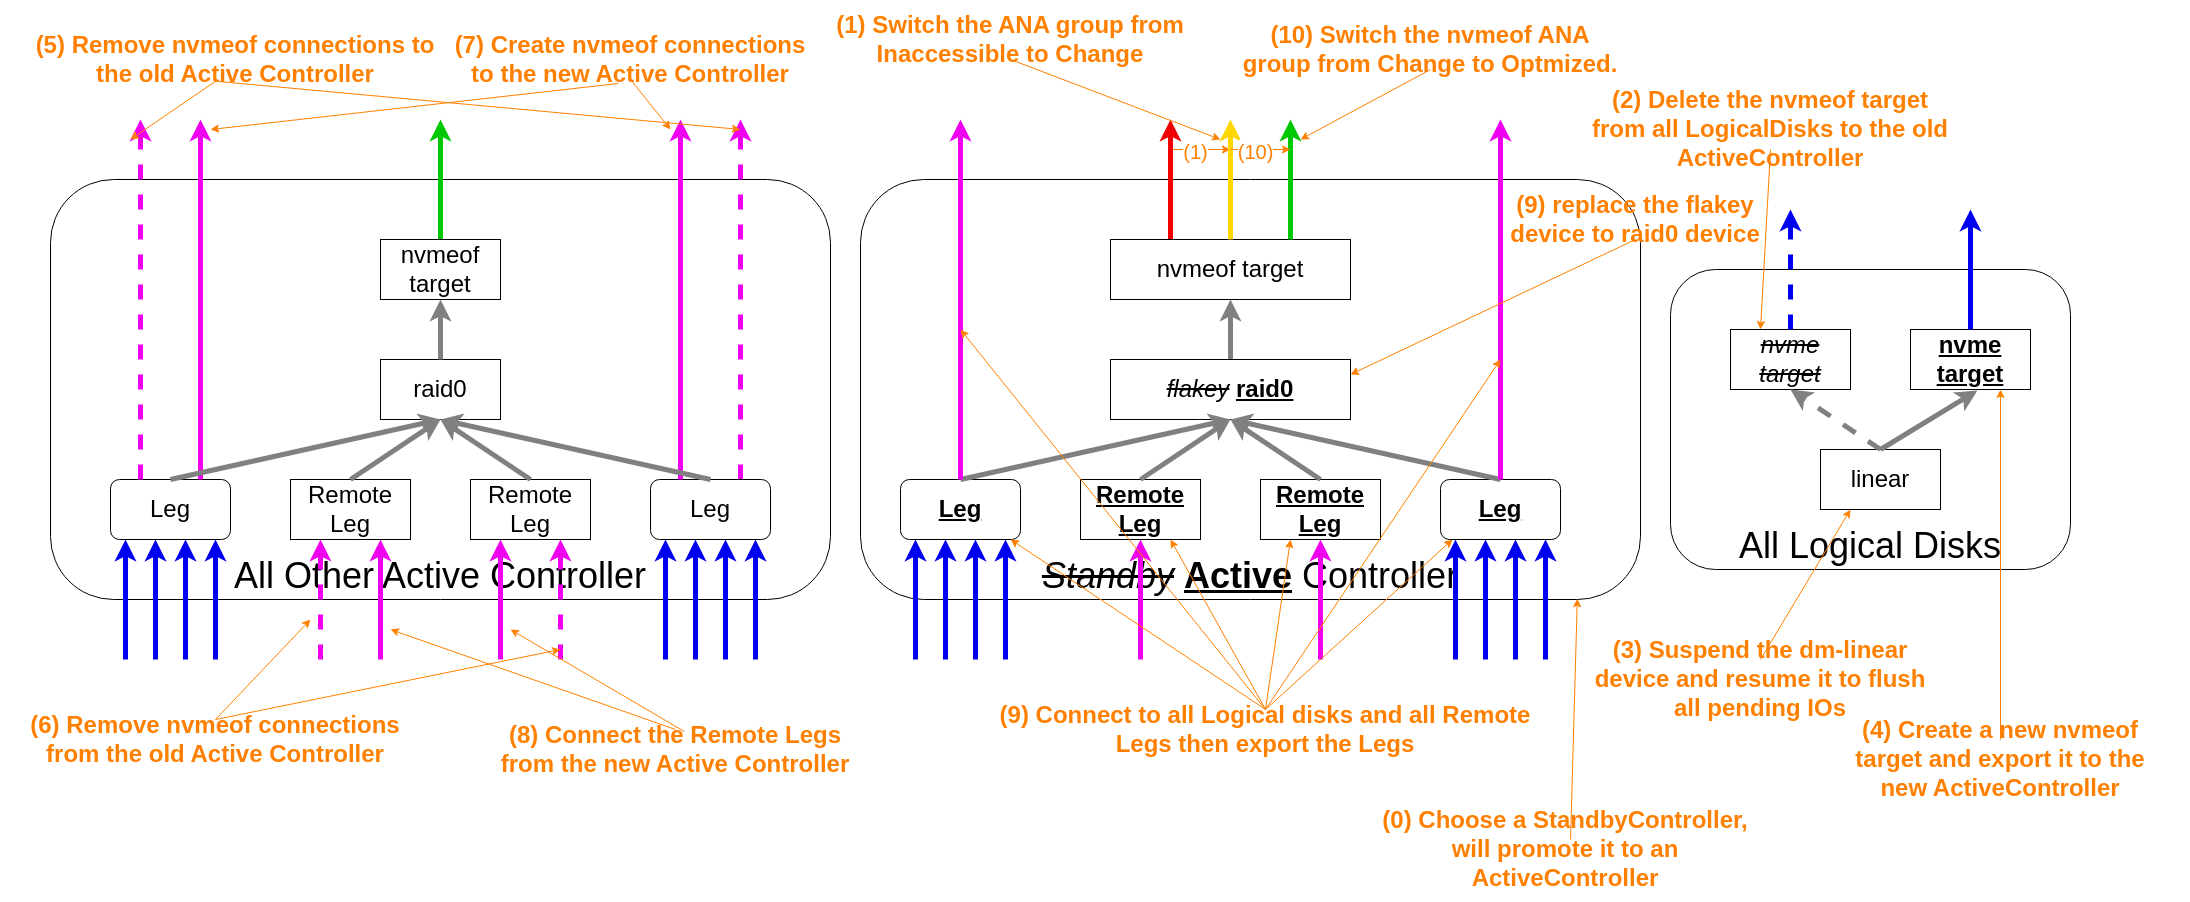 (5) Remove nvmeof connections to
the old Active Controller
(7) Create nvmeof connections
to the new Active Controller
(1) Switch the ANA group from
Inaccessible to Change
(10) Switch the nvmeof ANA
group from Change to Optmized.
(2) Delete the nvmeof target
from all LogicalDisks to the old
ActiveController
(1)
(10)
(9) replace the flakey
device to raid0 device
nvmeof
target
nvmeof target
raid0
flakey raid0
nvme
target
nvme
target
linear
Leg
Remote
Leg
Remote
Leg
Leg
Leg
Remote
Leg
Remote
Leg
Leg
All Other Active Controller
Standby Active Controller
All Logical Disks
(6) Remove nvmeof connections
from the old Active Controller
(8) Connect the Remote Legs
from the new Active Controller
(9) Connect to all Logical disks and all Remote
Legs then export the Legs
(3) Suspend the dm-linear
device and resume it to flush
all pending IOs
(4) Create a new nvmeof
target and export it to the
new ActiveController
(0) Choose a StandbyController,
will promote it to an
ActiveController